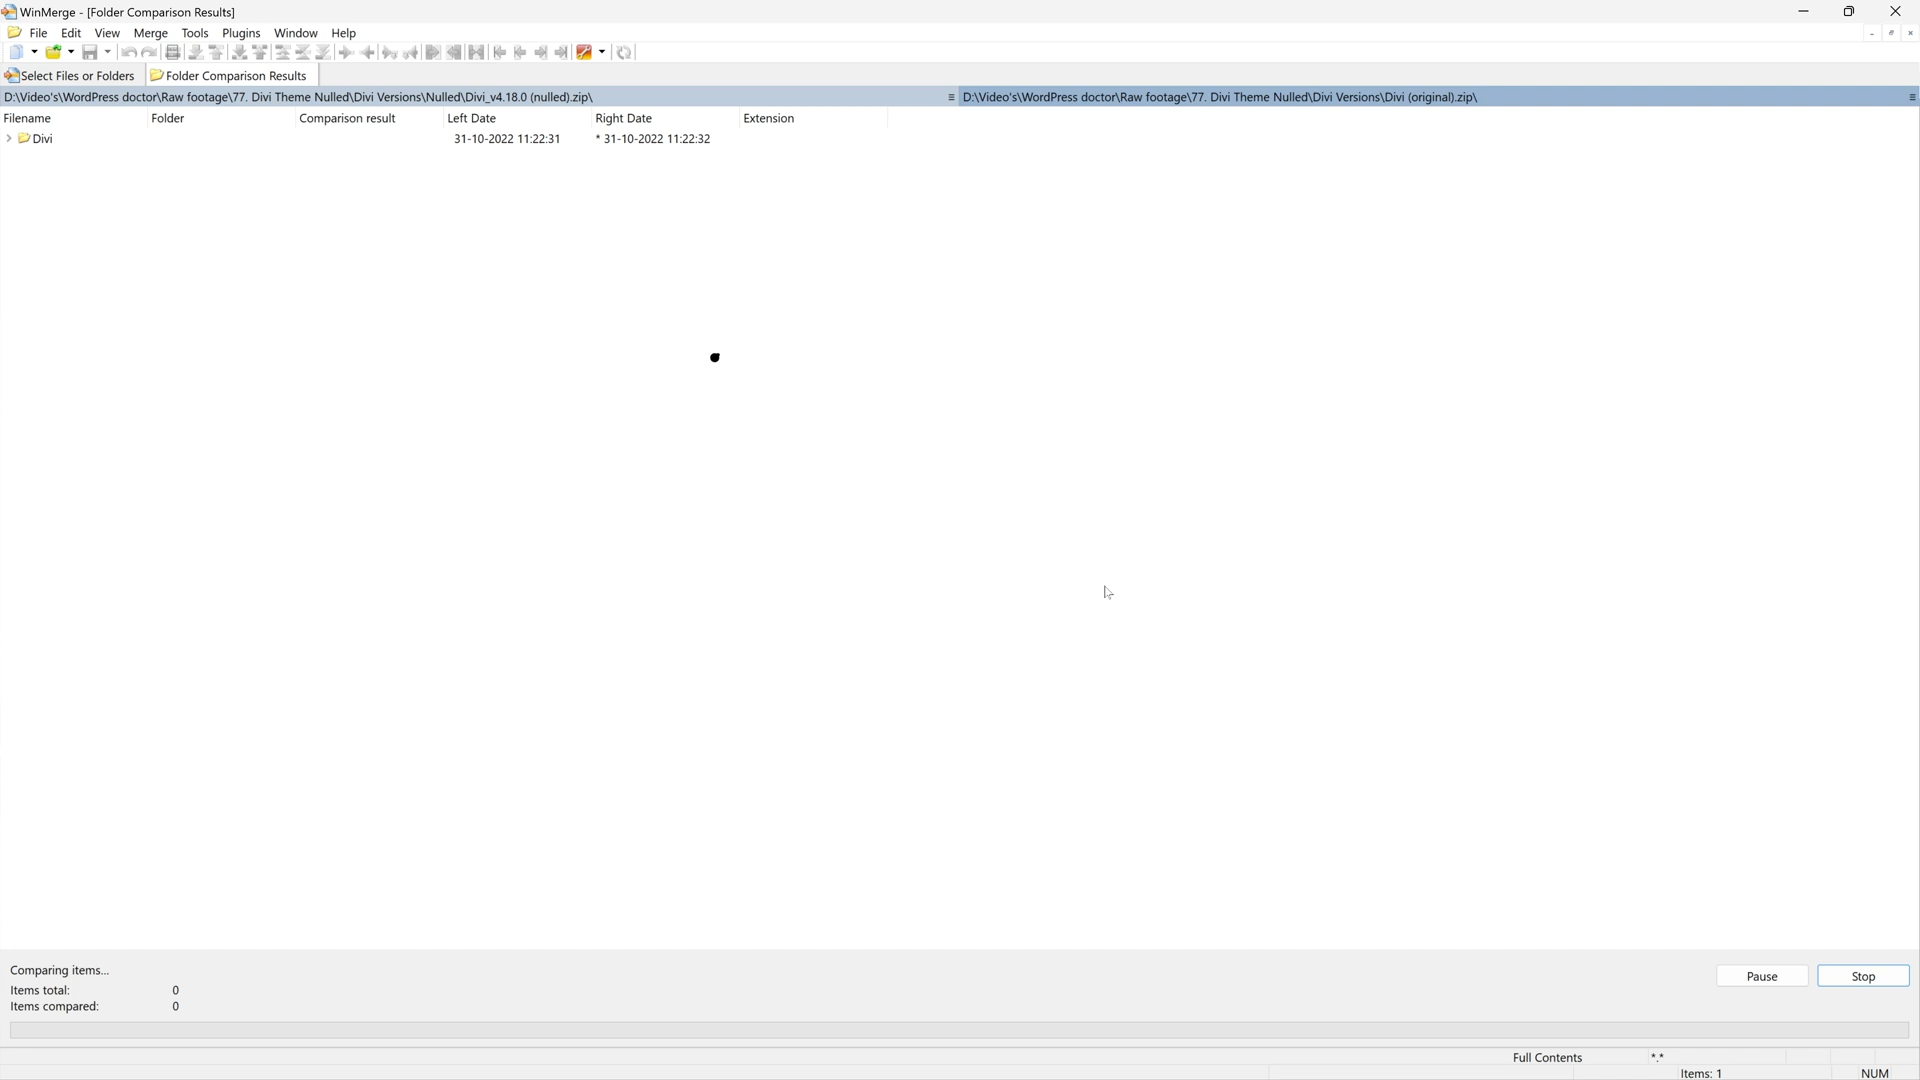 WinMerge - [Folder Comparison Results]
File Edit View Merge Tools Plugins Window Help
Select Files or Folders Folder Comparison Results
D:\Video's\WordPress doctor\Raw footage\77. Divi Theme Nulled\Divi Versions\Nulled\Divi_v4.18.0 (nulled).zip\ D:\Video's\WordPress doctor\Raw footage\77. Divi Theme Nulled\Divi Versions\Divi (original).zip\
Filename Folder Comparison result Left Date Right Date Extension
Divi 31-10-2022 11:22:31 * 31-10-2022 11:22:32
Comparing items...
Pause Stop
Items total: 0
Items compared: 0
Full Contents *.*
Items: 1 NUM